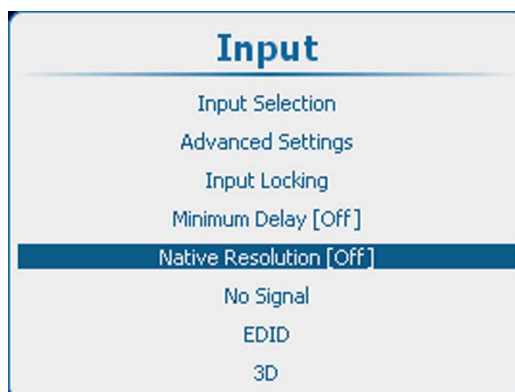 Input
Input Selection
Advanced Settings
Input Locking
Minimum Delay [Off]
Native Resolution [Off]
No Signal
EDID
3D